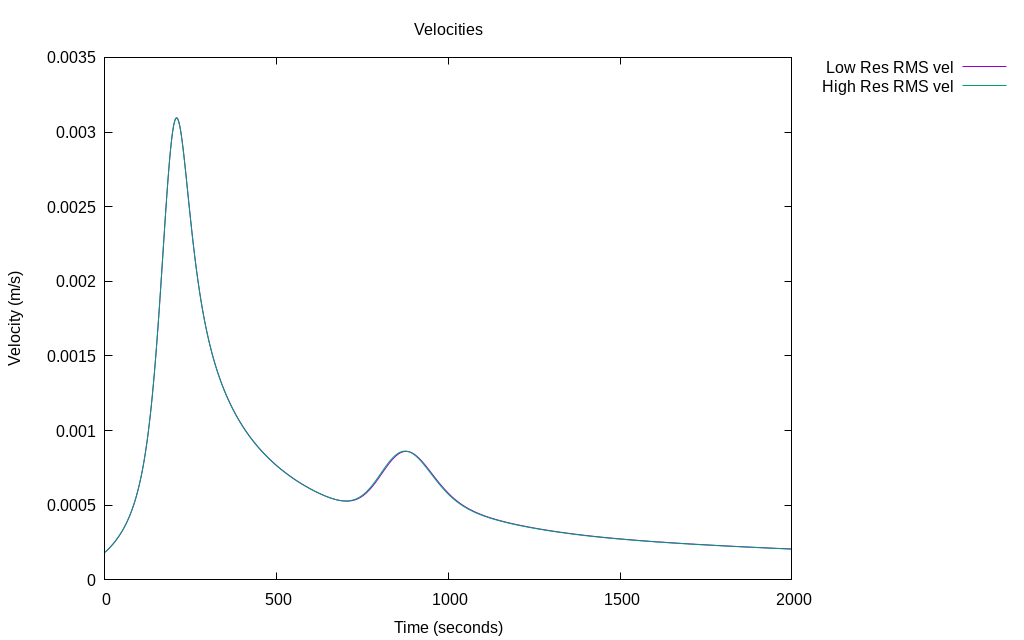 Velocities
Low Res RMS vel
High Res RMS vel
0.0035
0.003
0.0025
0.002
0.0015
0.001
0.0005
0
Velocity (m/s)
0 500 1000 1500 2000
Time (seconds)